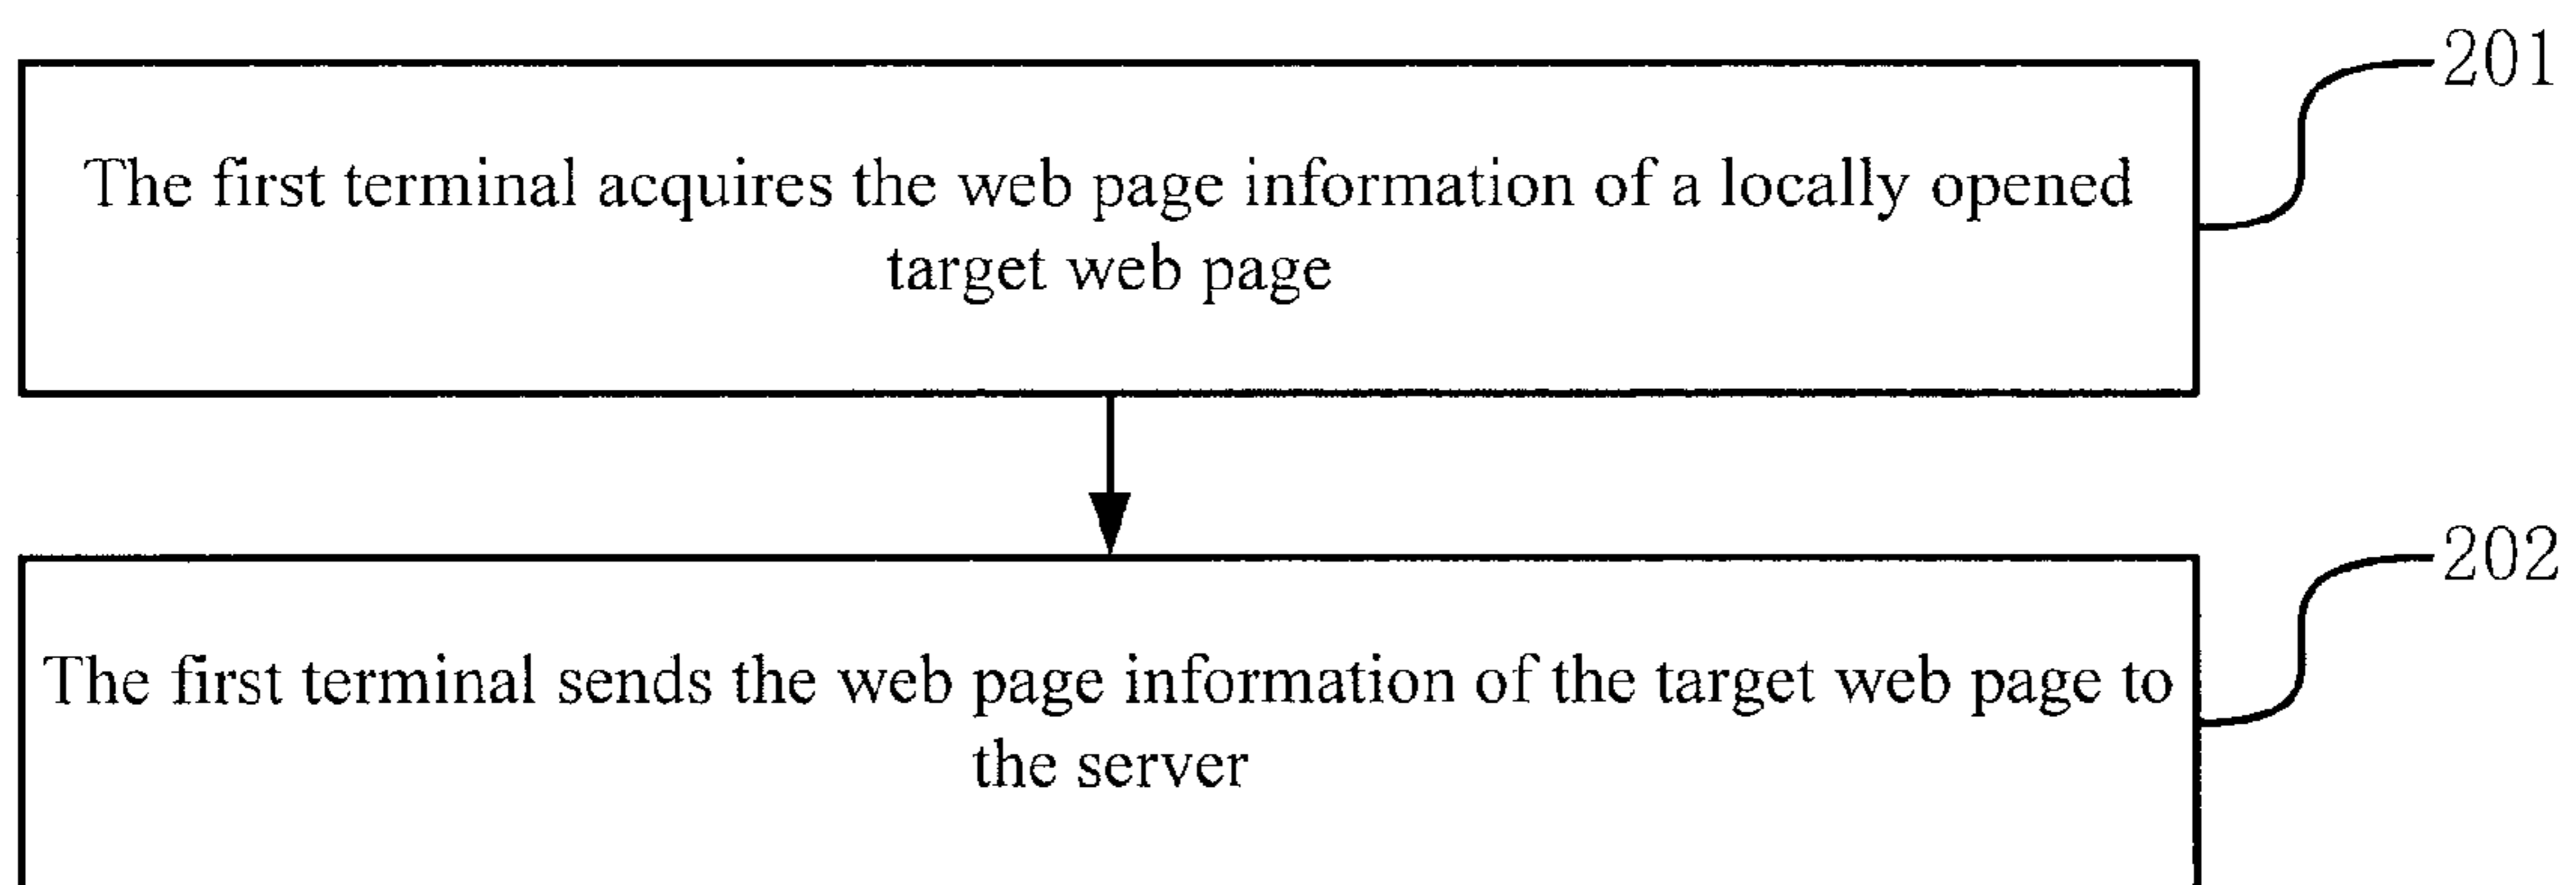 201
The first terminal acquires the web page information of a locally opened
target web page
202
The first terminal sends the web page information of the target web page to
the server